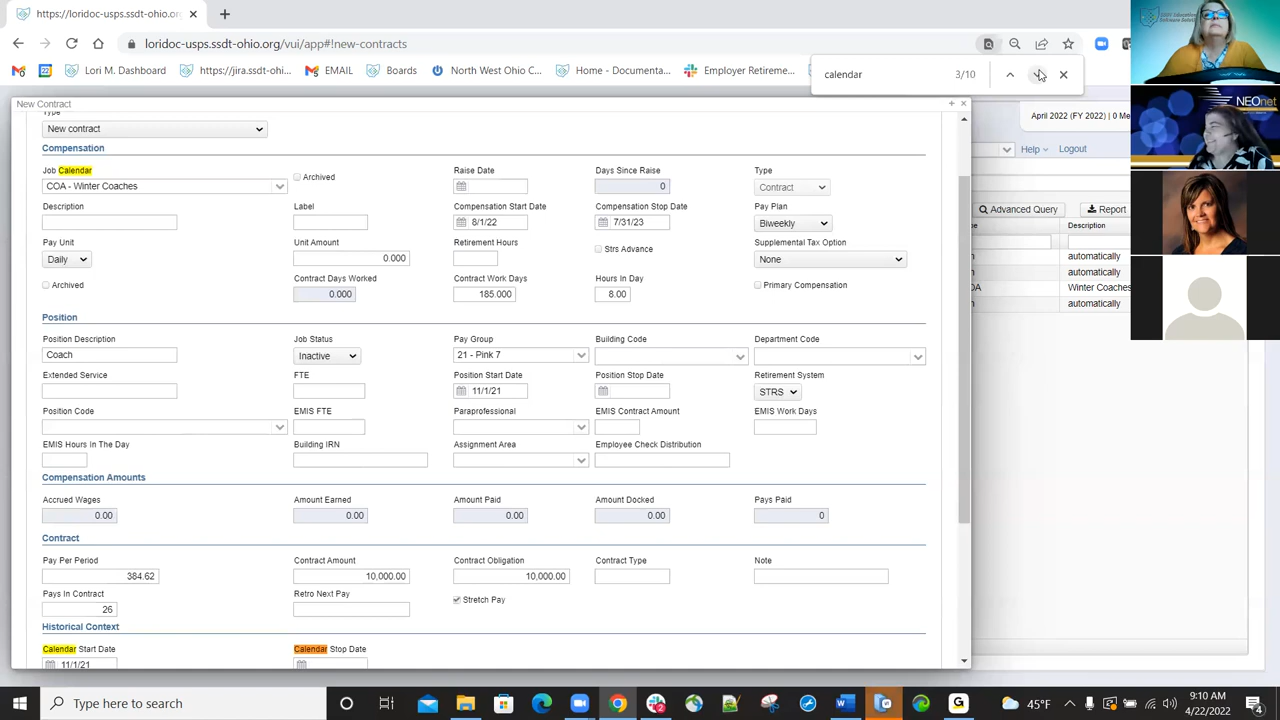 https://loridoc-usps.ssdt-ohio.org
loridoc-usps.ssdt-ohio.org/vui/app#!new-contracts
Lori M. Dashboard
https://jira.ssdt-ohi...
EMAIL
Boards
North West Ohio C...
Home - Documenta...
Employer Retireme...
calendar
3/10
New Contract
April 2022 (FY 2022) | 0 Me
Help
Logout
Type
New contract
Compensation
Job Calendar
Raise Date
Days Since Raise
Type
COA - Winter Coaches
Archived
0
Contract
Description
Label
Compensation Start Date
Compensation Stop Date
Pay Plan
8/1/22
7/31/23
Biweekly
Advanced Query
Report
Description
Pay Unit
Unit Amount
Retirement Hours
Strs Advance
Supplemental Tax Option
Daily
0.000
None
automatically
automatically
Contract Days Worked
Contract Work Days
Hours In Day
Archived
0.000
185.000
8.00
Primary Compensation
Winter Coaches
automatically
Position
Position Description
Job Status
Pay Group
Building Code
Department Code
Coach
Inactive
21 - Pink 7
Extended Service
FTE
Position Start Date
Position Stop Date
Retirement System
11/1/21
STRS
Position Code
EMIS FTE
Paraprofessional
EMIS Contract Amount
EMIS Work Days
EMIS Hours In The Day
Building IRN
Assignment Area
Employee Check Distribution
Compensation Amounts
Accrued Wages
Amount Earned
Amount Paid
Amount Docked
Pays Paid
0.00
0.00
0.00
0.00
0
Contract
Pay Per Period
Contract Amount
Contract Obligation
Contract Type
Note
384.62
10,000.00
10,000.00
Pays In Contract
Retro Next Pay
Stretch Pay
26
Historical Context
Calendar Start Date
Calendar Stop Date
11/1/21
NEOnet
Type here to search
45°F
9:10 AM
4/22/2022
4